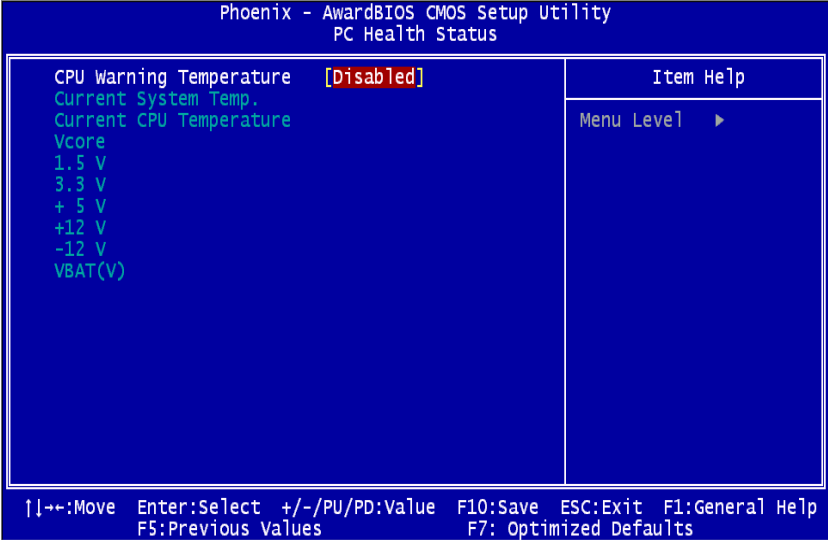 Phoenix - AwardBIOS CMOS Setup Utility
PC Health Status
CPU Warning Temperature [Disabled]
Current System Temp.
Current CPU Temperature
Vcore
1.5 V
3.3 V
+ 5 V
+12 V
-12 V
VBAT(V)
Item Help
Menu Level ▶
↑↓→←:Move Enter:Select +/-/PU/PD:Value F10:Save ESC:Exit F1:General Help
F5:Previous Values F7: Optimized Defaults